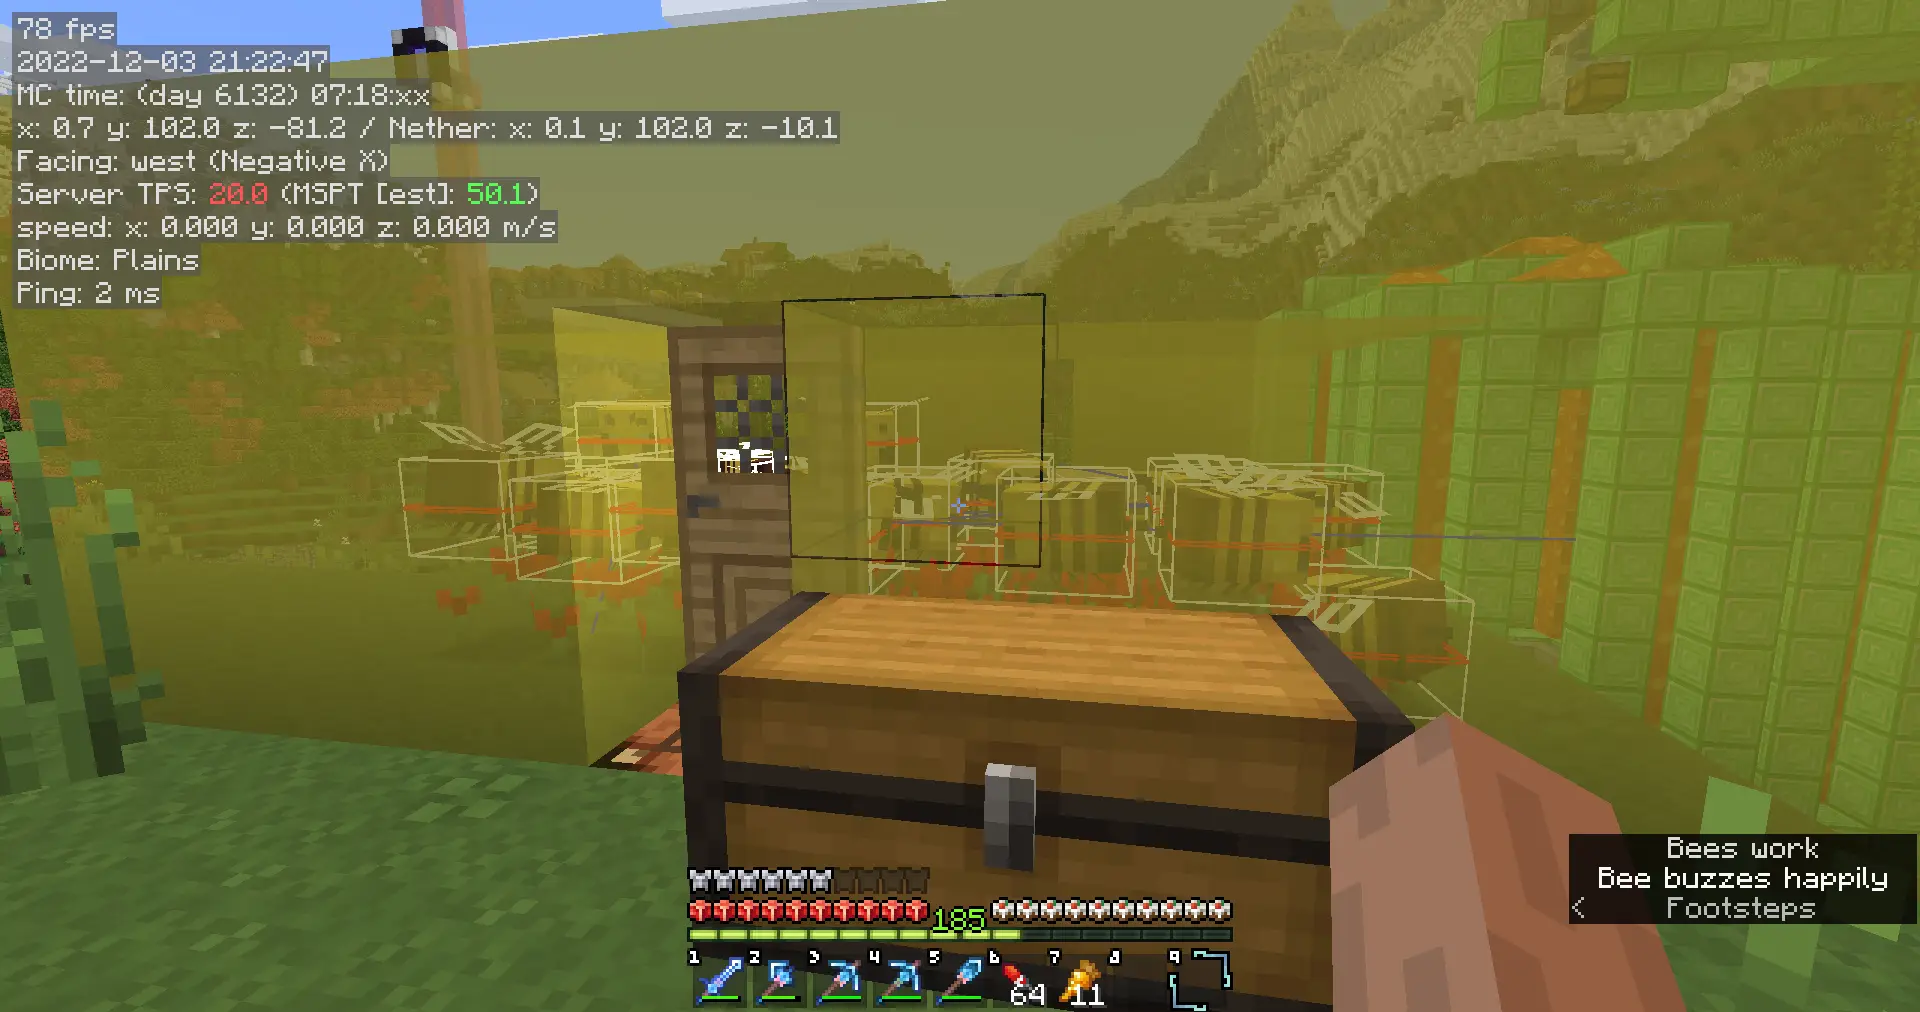 78 fps
2022-12-03 21:22:47
MC time: (day 6132) 07:18:xx
x: 0.7 y: 102.0 z: -81.2 / Nether: x: 0.1 y: 102.0 z: -10.1
Facing: west (Negative X)
Server TPS: 20.0 (MSPT [est]: 50.1)
speed: x: 0.000 y: 0.000 z: 0.000 m/s
Biome: Plains
Ping: 2 ms
Bees work
Bee buzzes happily
< Footsteps
185
1 2 3 4 5 6 7 8 9
64 11